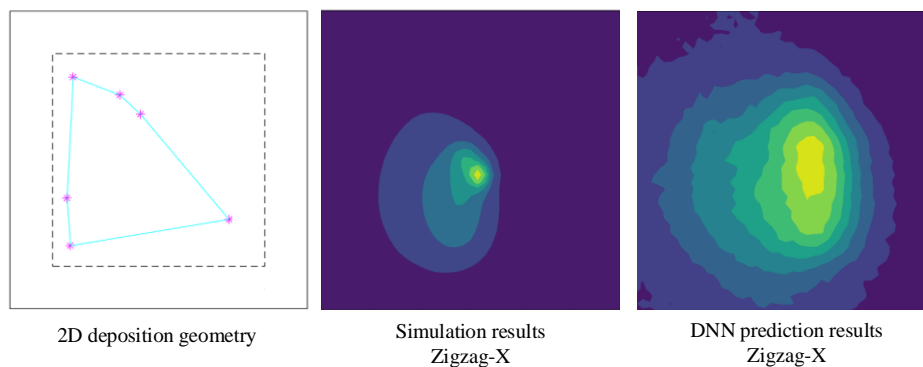 2D deposition geometry
Simulation results
Zigzag-X
DNN prediction results
Zigzag-X